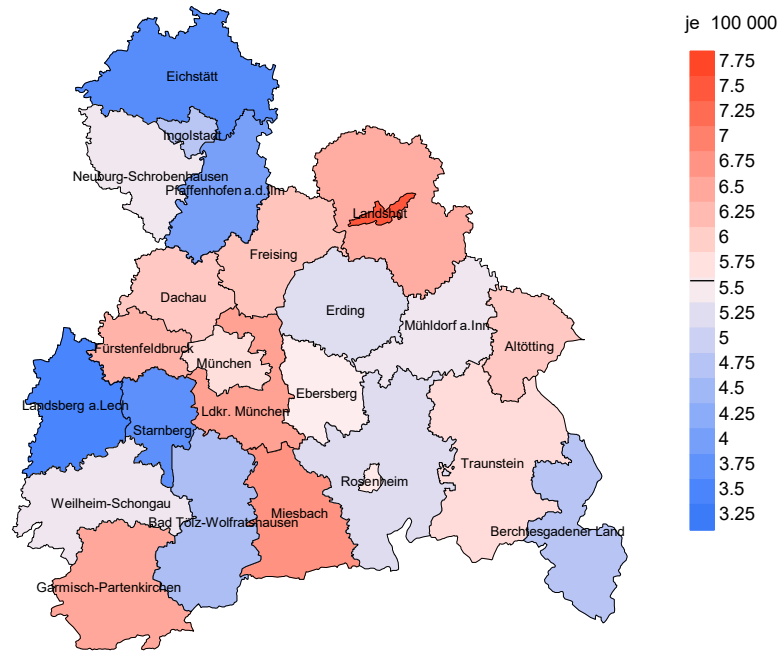 je 100 000
7.75
7.5
7.25
7
6.75
6.5
6.25
6
5.75
5.5
5.25
5
4.75
4.5
4.25
4
3.75
3.5
3.25
Eichstätt
Ingolstadt
Neuburg-Schrobenhausen
Pfaffenhofen a.d.Ilm
Landshut
Freising
Dachau
Erding
Mühldorf a.Inn
Fürstenfeldbruck
München
Altötting
Ebersberg
Landsberg a.Lech
Ldkr. München
Starnberg
Traunstein
Rosenheim
Weilheim-Schongau
Miesbach
Bad Tölz-Wolfratshausen
Berchtesgadener Land
Garmisch-Partenkirchen